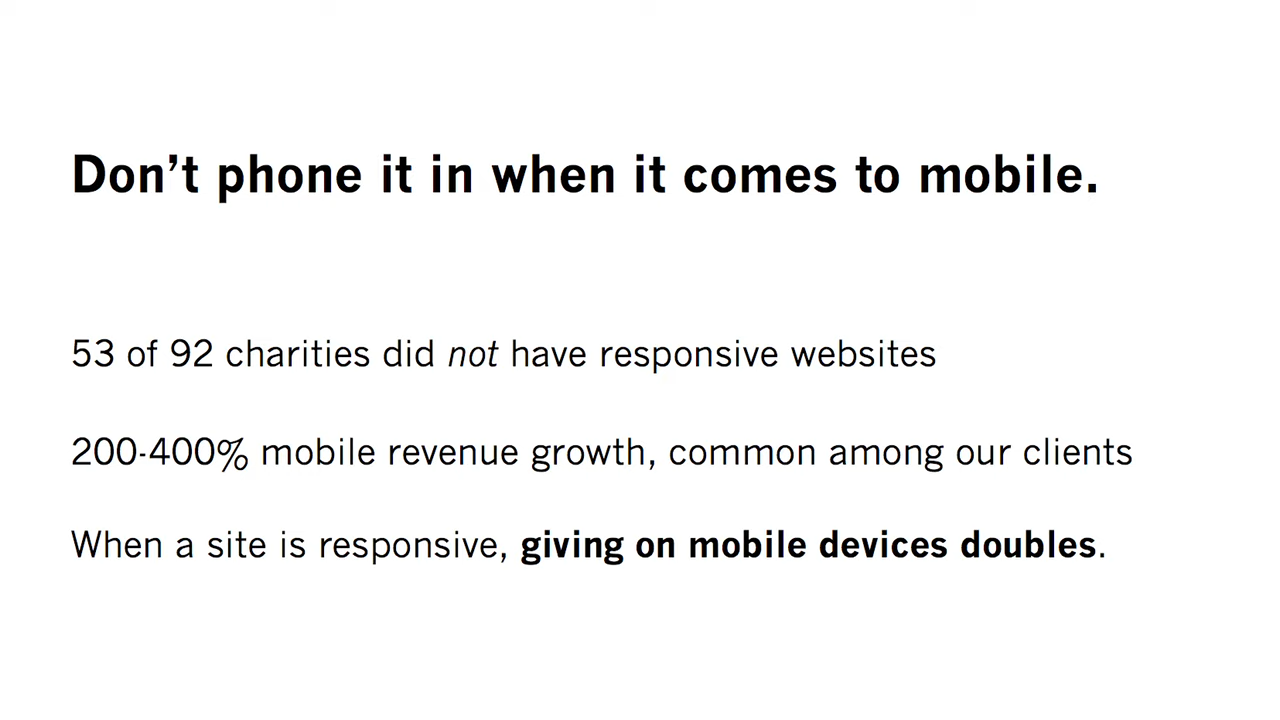 Don’t phone it in when it comes to mobile.
53 of 92 charities did not have responsive websites
200-400% mobile revenue growth, common among our clients
When a site is responsive, giving on mobile devices doubles.